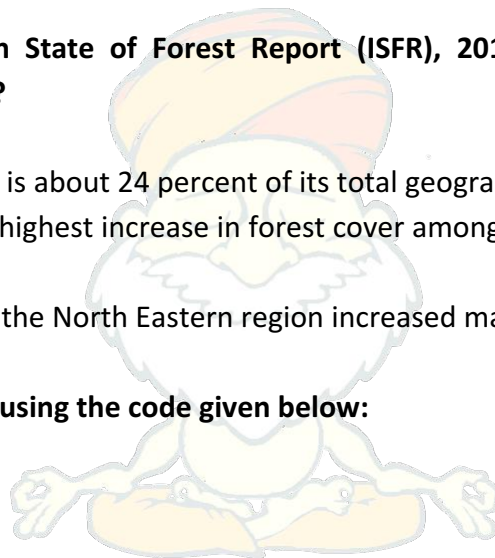 State of Forest Report (ISFR), 201
?
is about 24 percent of its total geogra
highest increase in forest cover among
the North Eastern region increased ma
using the code given below: